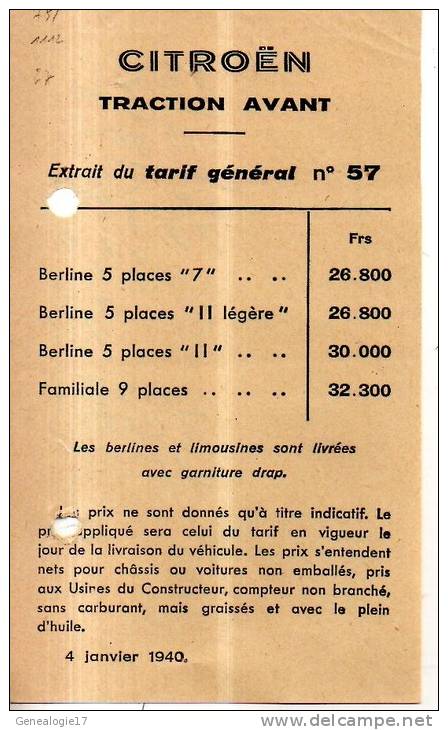 1112
CITROËN
TRACTION AVANT
Extrait du tarif général n° 57
Frs
Berline 5 places "7" .. .. 26.800
Berline 5 places "11 légère" 26.800
Berline 5 places "11" .. .. 30.000
Familiale 9 places .. .. .. 32.300
Les berlines et limousines sont livrées
avec garniture drap.
prix ne sont donnés qu'à titre indicatif. Le
appliqué sera celui du tarif en vigueur le
jour de la livraison du véhicule. Les prix s'entendent
nets pour châssis ou voitures non emballés, pris
aux Usines du Constructeur, compteur non branché,
sans carburant, mais graissés et avec le plein
d'huile.
4 janvier 1940.
Genealogie17
delcampe.net